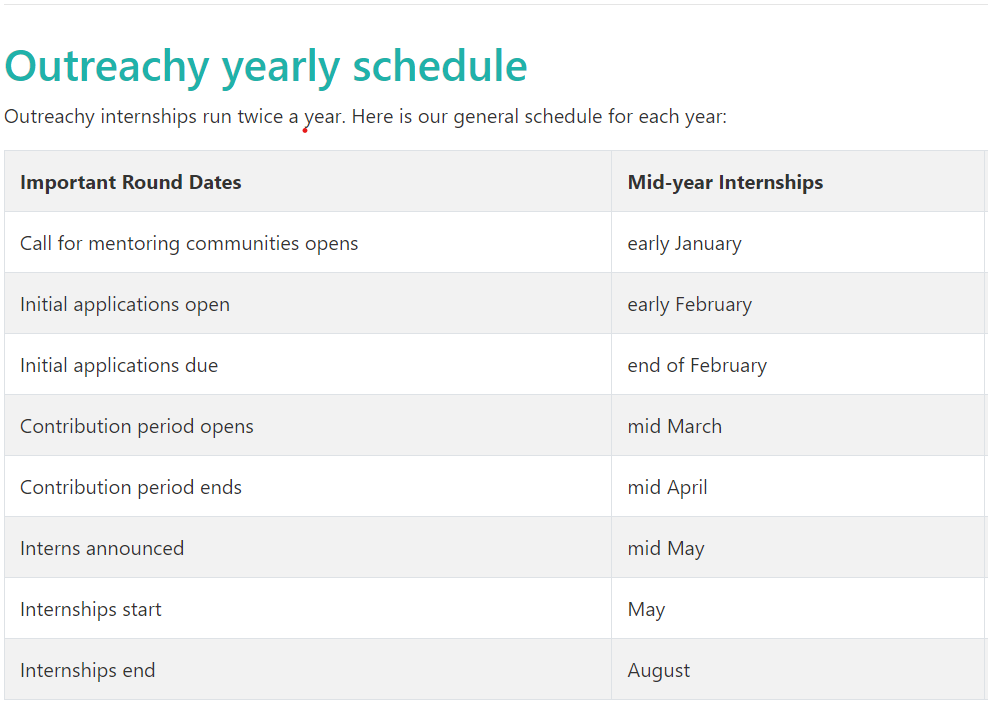 Outreachy yearly schedule
Outreachy internships run twice a year. Here is our general schedule for each year:
Important Round Dates Mid-year Internships
Call for mentoring communities opens early January
Initial applications open early February
Initial applications due end of February
Contribution period opens mid March
Contribution period ends mid April
Interns announced mid May
Internships start May
Internships end August